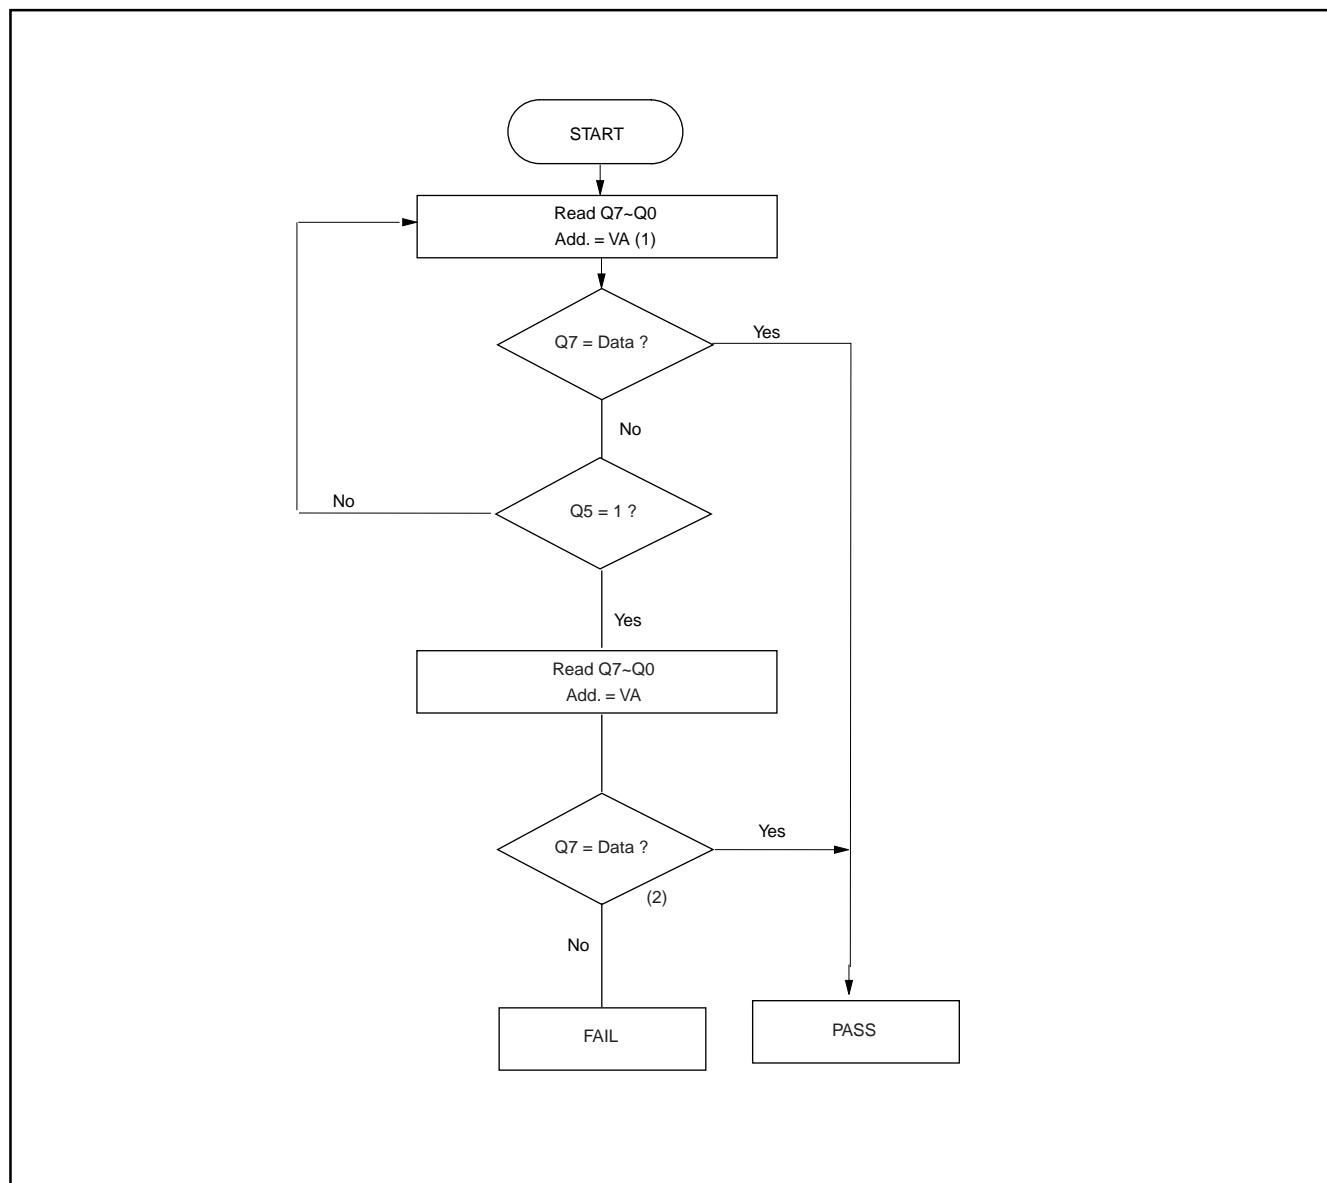 START
Read Q7~Q0
Add. = VA (1)
Q7 = Data ?
Yes
No
Q5 = 1 ?
No
Yes
Read Q7~Q0
Add. = VA
Q7 = Data ?
Yes
(2)
No
FAIL
PASS